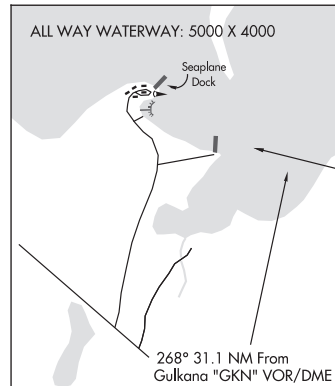 ALL WAY WATERWAY: 5000 X 4000
Seaplane
Dock
268° 31.1 NM From
Gulkana "GKN" VOR/DME